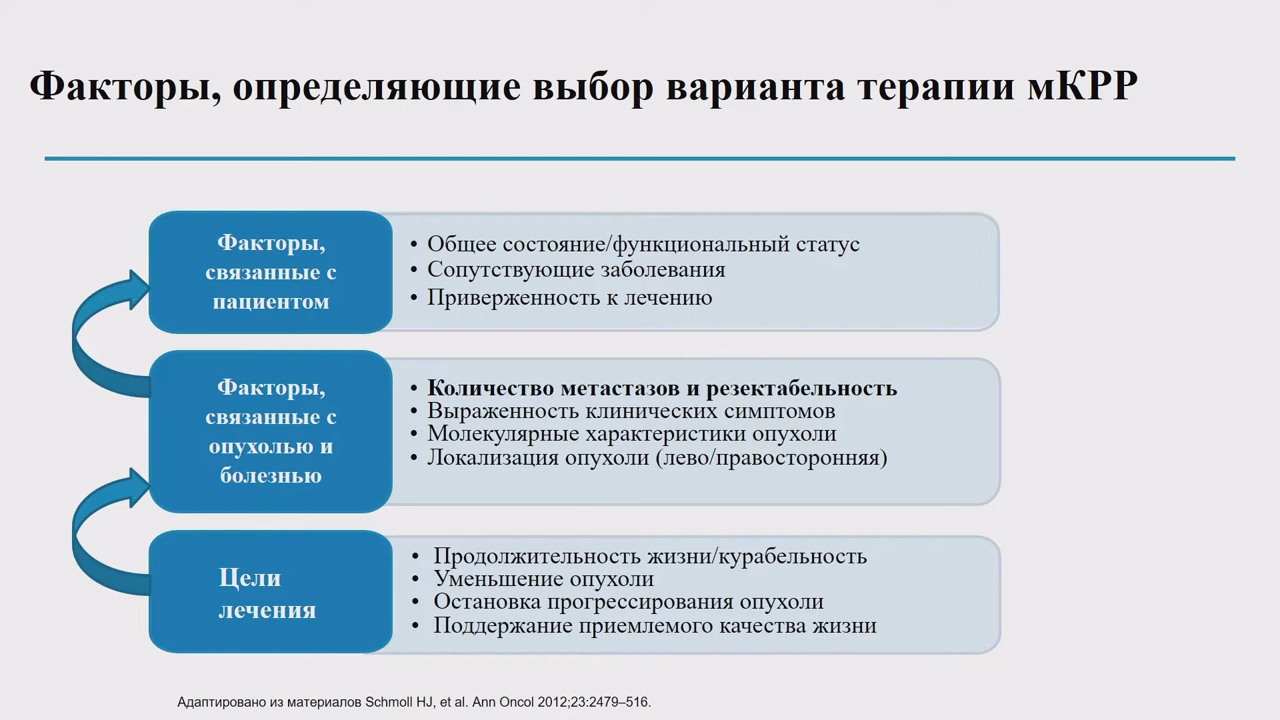 Факторы, определяющие выбор варианта терапии мКРР
Факторы,
связанные с
пациентом
• Общее состояние/функциональный статус
• Сопутствующие заболевания
• Приверженность к лечению
Факторы,
связанные с
опухолью и
болезнью
• Количество метастазов и резектабельность
• Выраженность клинических симптомов
• Молекулярные характеристики опухоли
• Локализация опухоли (лево/правосторонняя)
Цели
лечения
• Продолжительность жизни/курабельность
• Уменьшение опухоли
• Остановка прогрессирования опухоли
• Поддержание приемлемого качества жизни
Адаптировано из материалов Schmoll HJ, et al. Ann Oncol 2012;23:2479–516.